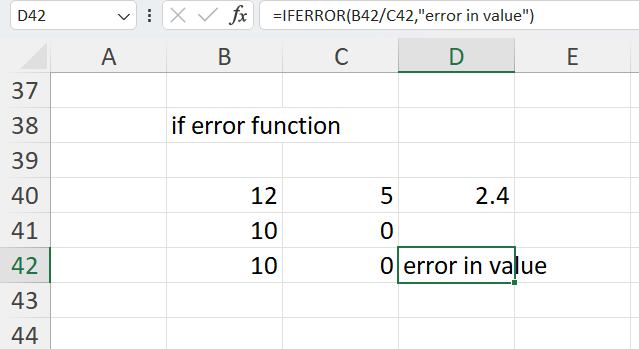 D42 fx =IFERROR(B42/C42,"error in value")
A B C D E
37
38 if error function
39
40 12 5 2.4
41 10 0
42 10 0 error in value
43
44